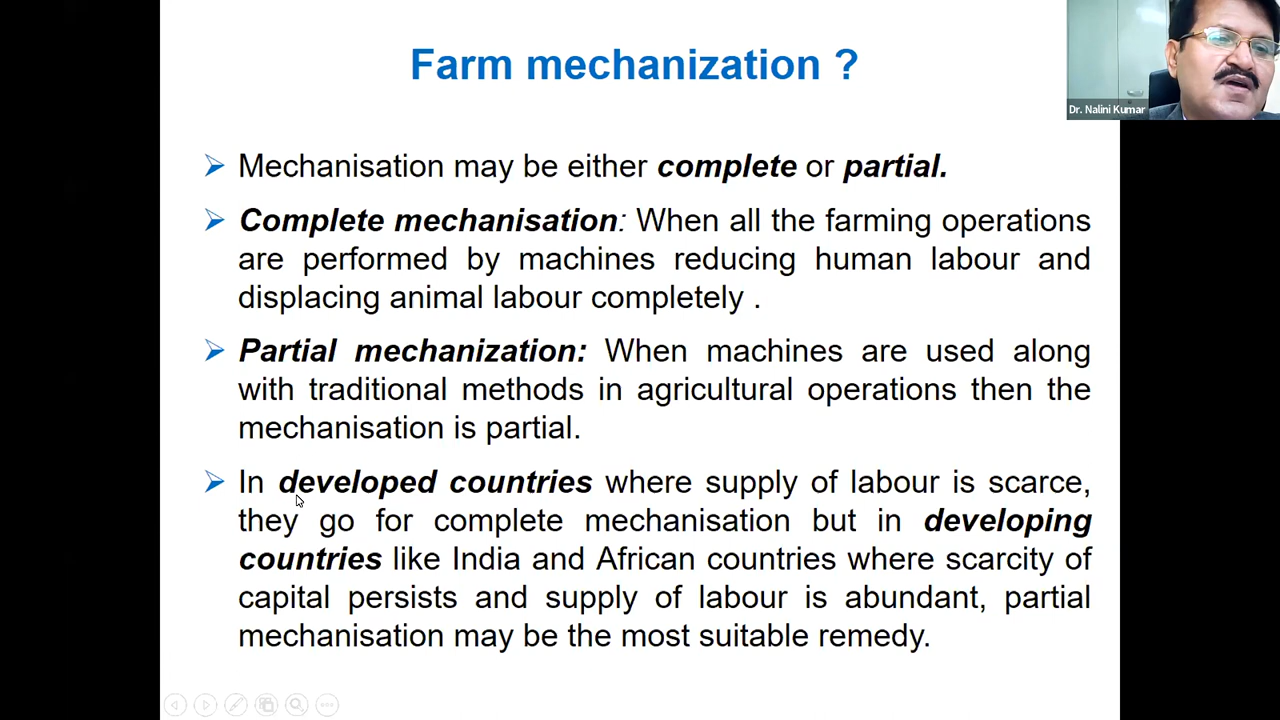 Farm mechanization ?
Dr. Nalini Kumar
Mechanisation may be either complete or partial.
Complete mechanisation: When all the farming operations
are performed by machines reducing human labour and
displacing animal labour completely .
Partial mechanization: When machines are used along
with traditional methods in agricultural operations then the
mechanisation is partial.
In developed countries where supply of labour is scarce,
they go for complete mechanisation but in developing
countries like India and African countries where scarcity of
capital persists and supply of labour is abundant, partial
mechanisation may be the most suitable remedy.